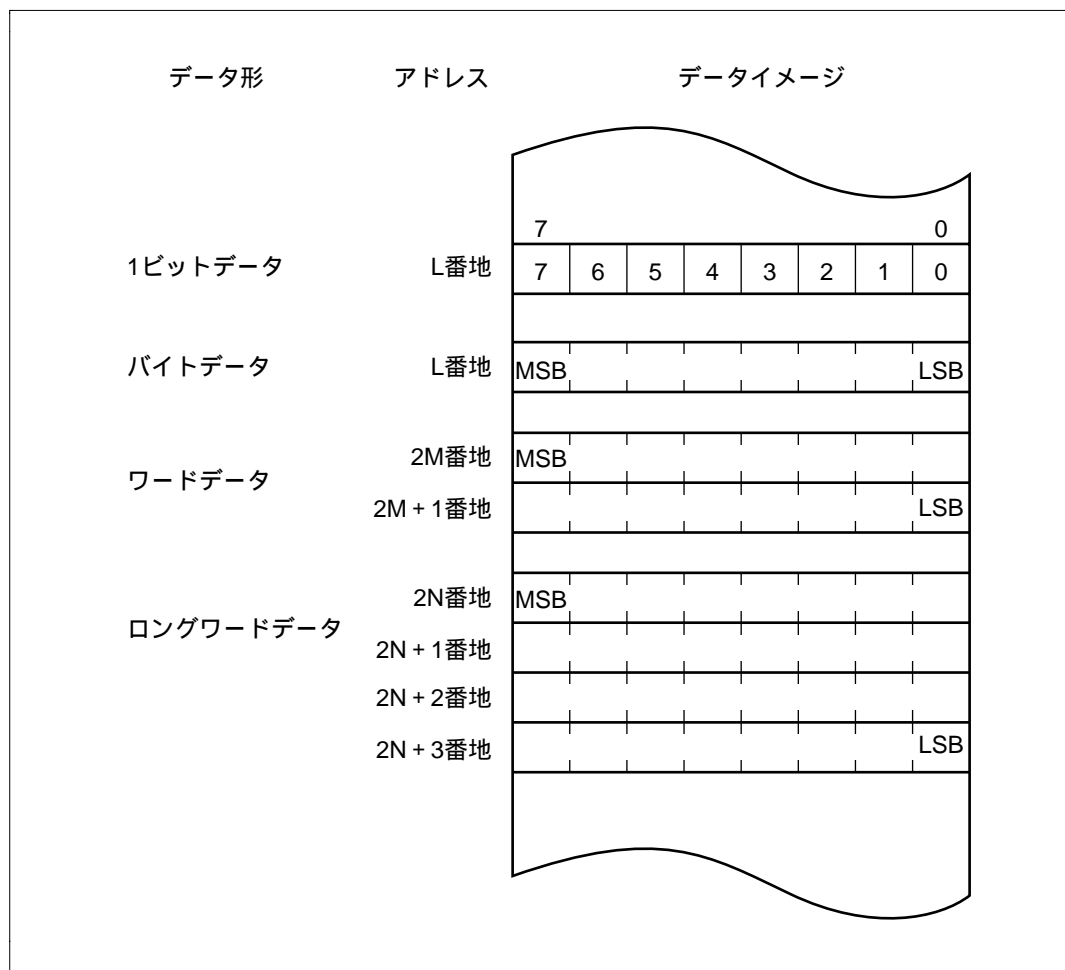 データ形 アドレス データイメージ
7 0
1ビットデータ L番地 7 6 5 4 3 2 1 0
バイトデータ L番地 MSB LSB
ワードデータ
2M番地 MSB
2M + 1番地 LSB
ロングワードデータ
2N番地 MSB
2N + 1番地
2N + 2番地
2N + 3番地 LSB